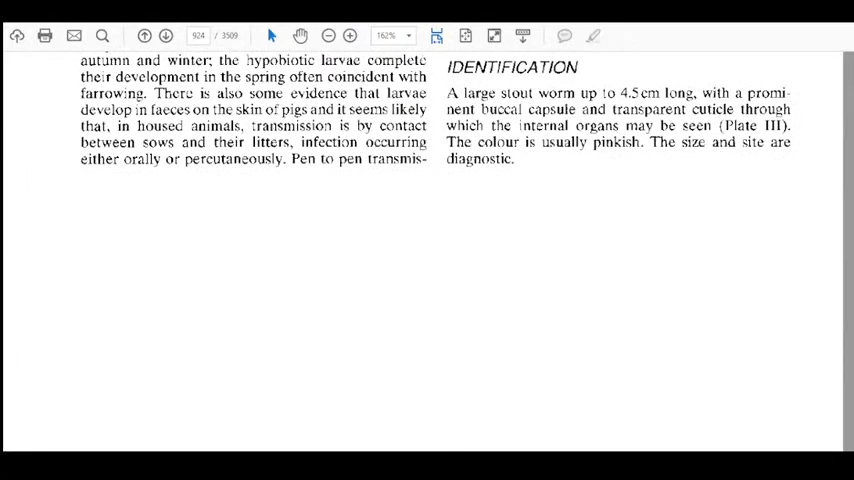 924 / 3509
162%
autumn and winter; the hypobiotic larvae complete
their development in the spring often coincident with
farrowing. There is also some evidence that larvae
develop in faeces on the skin of pigs and it seems likely
that, in housed animals, transmission is by contact
between sows and their litters, infection occurring
either orally or percutaneously. Pen to pen transmis-
IDENTIFICATION
A large stout worm up to 4.5 cm long, with a promi-
nent buccal capsule and transparent cuticle through
which the internal organs may be seen (Plate III).
The colour is usually pinkish. The size and site are
diagnostic.